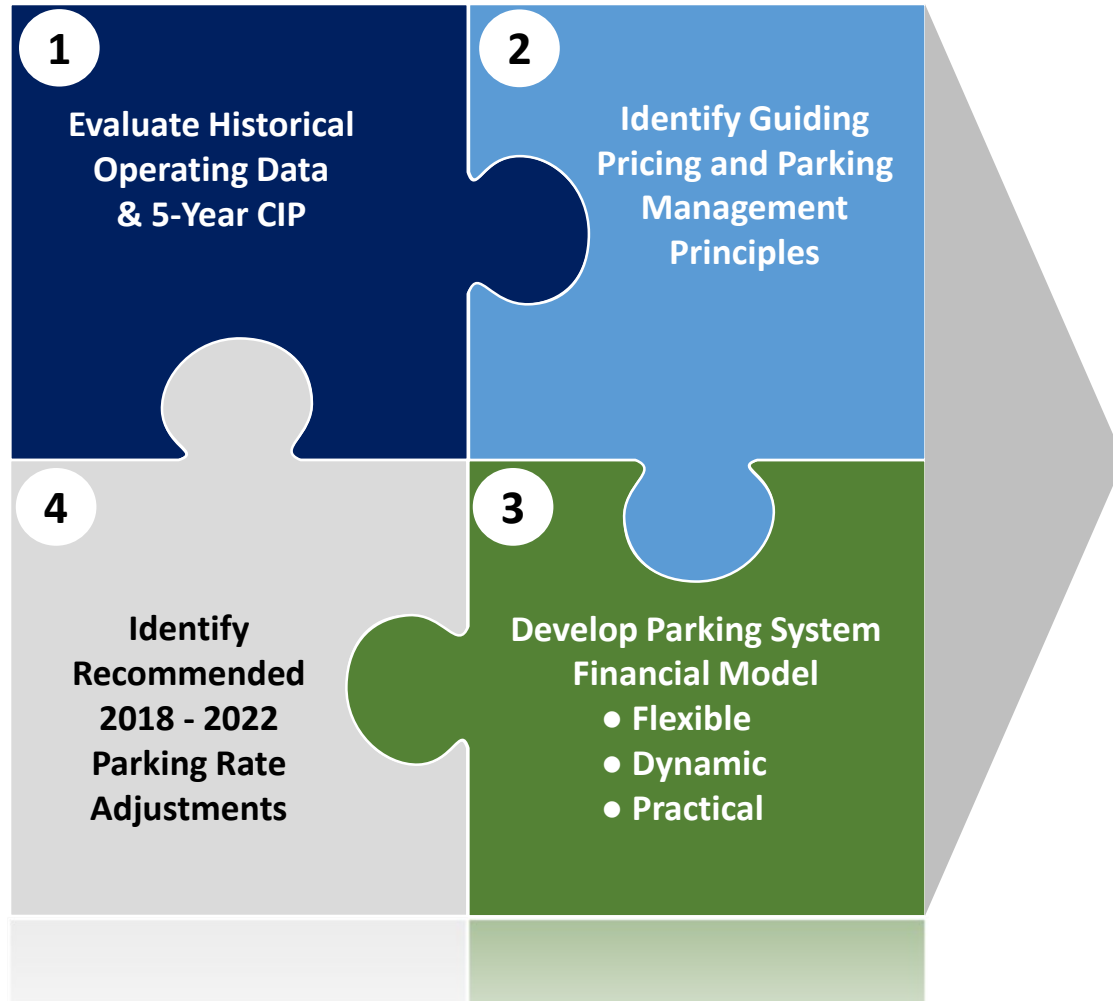 1
Evaluate Historical
Operating Data
& 5-Year CIP
2
Identify Guiding
Pricing and Parking
Management
Principles
4
Identify
Recommended
2018 - 2022
Parking Rate
Adjustments
3
Develop Parking System
Financial Model
● Flexible
● Dynamic
● Practical